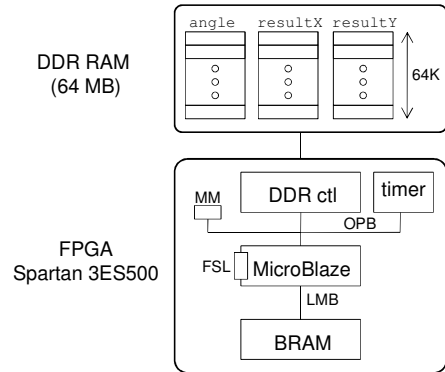 angle resultX resultY
DDR RAM
(64 MB)
64K
DDR ctl
timer
MM
OPB
FPGA
Spartan 3ES500
FSL
MicroBlaze
LMB
BRAM